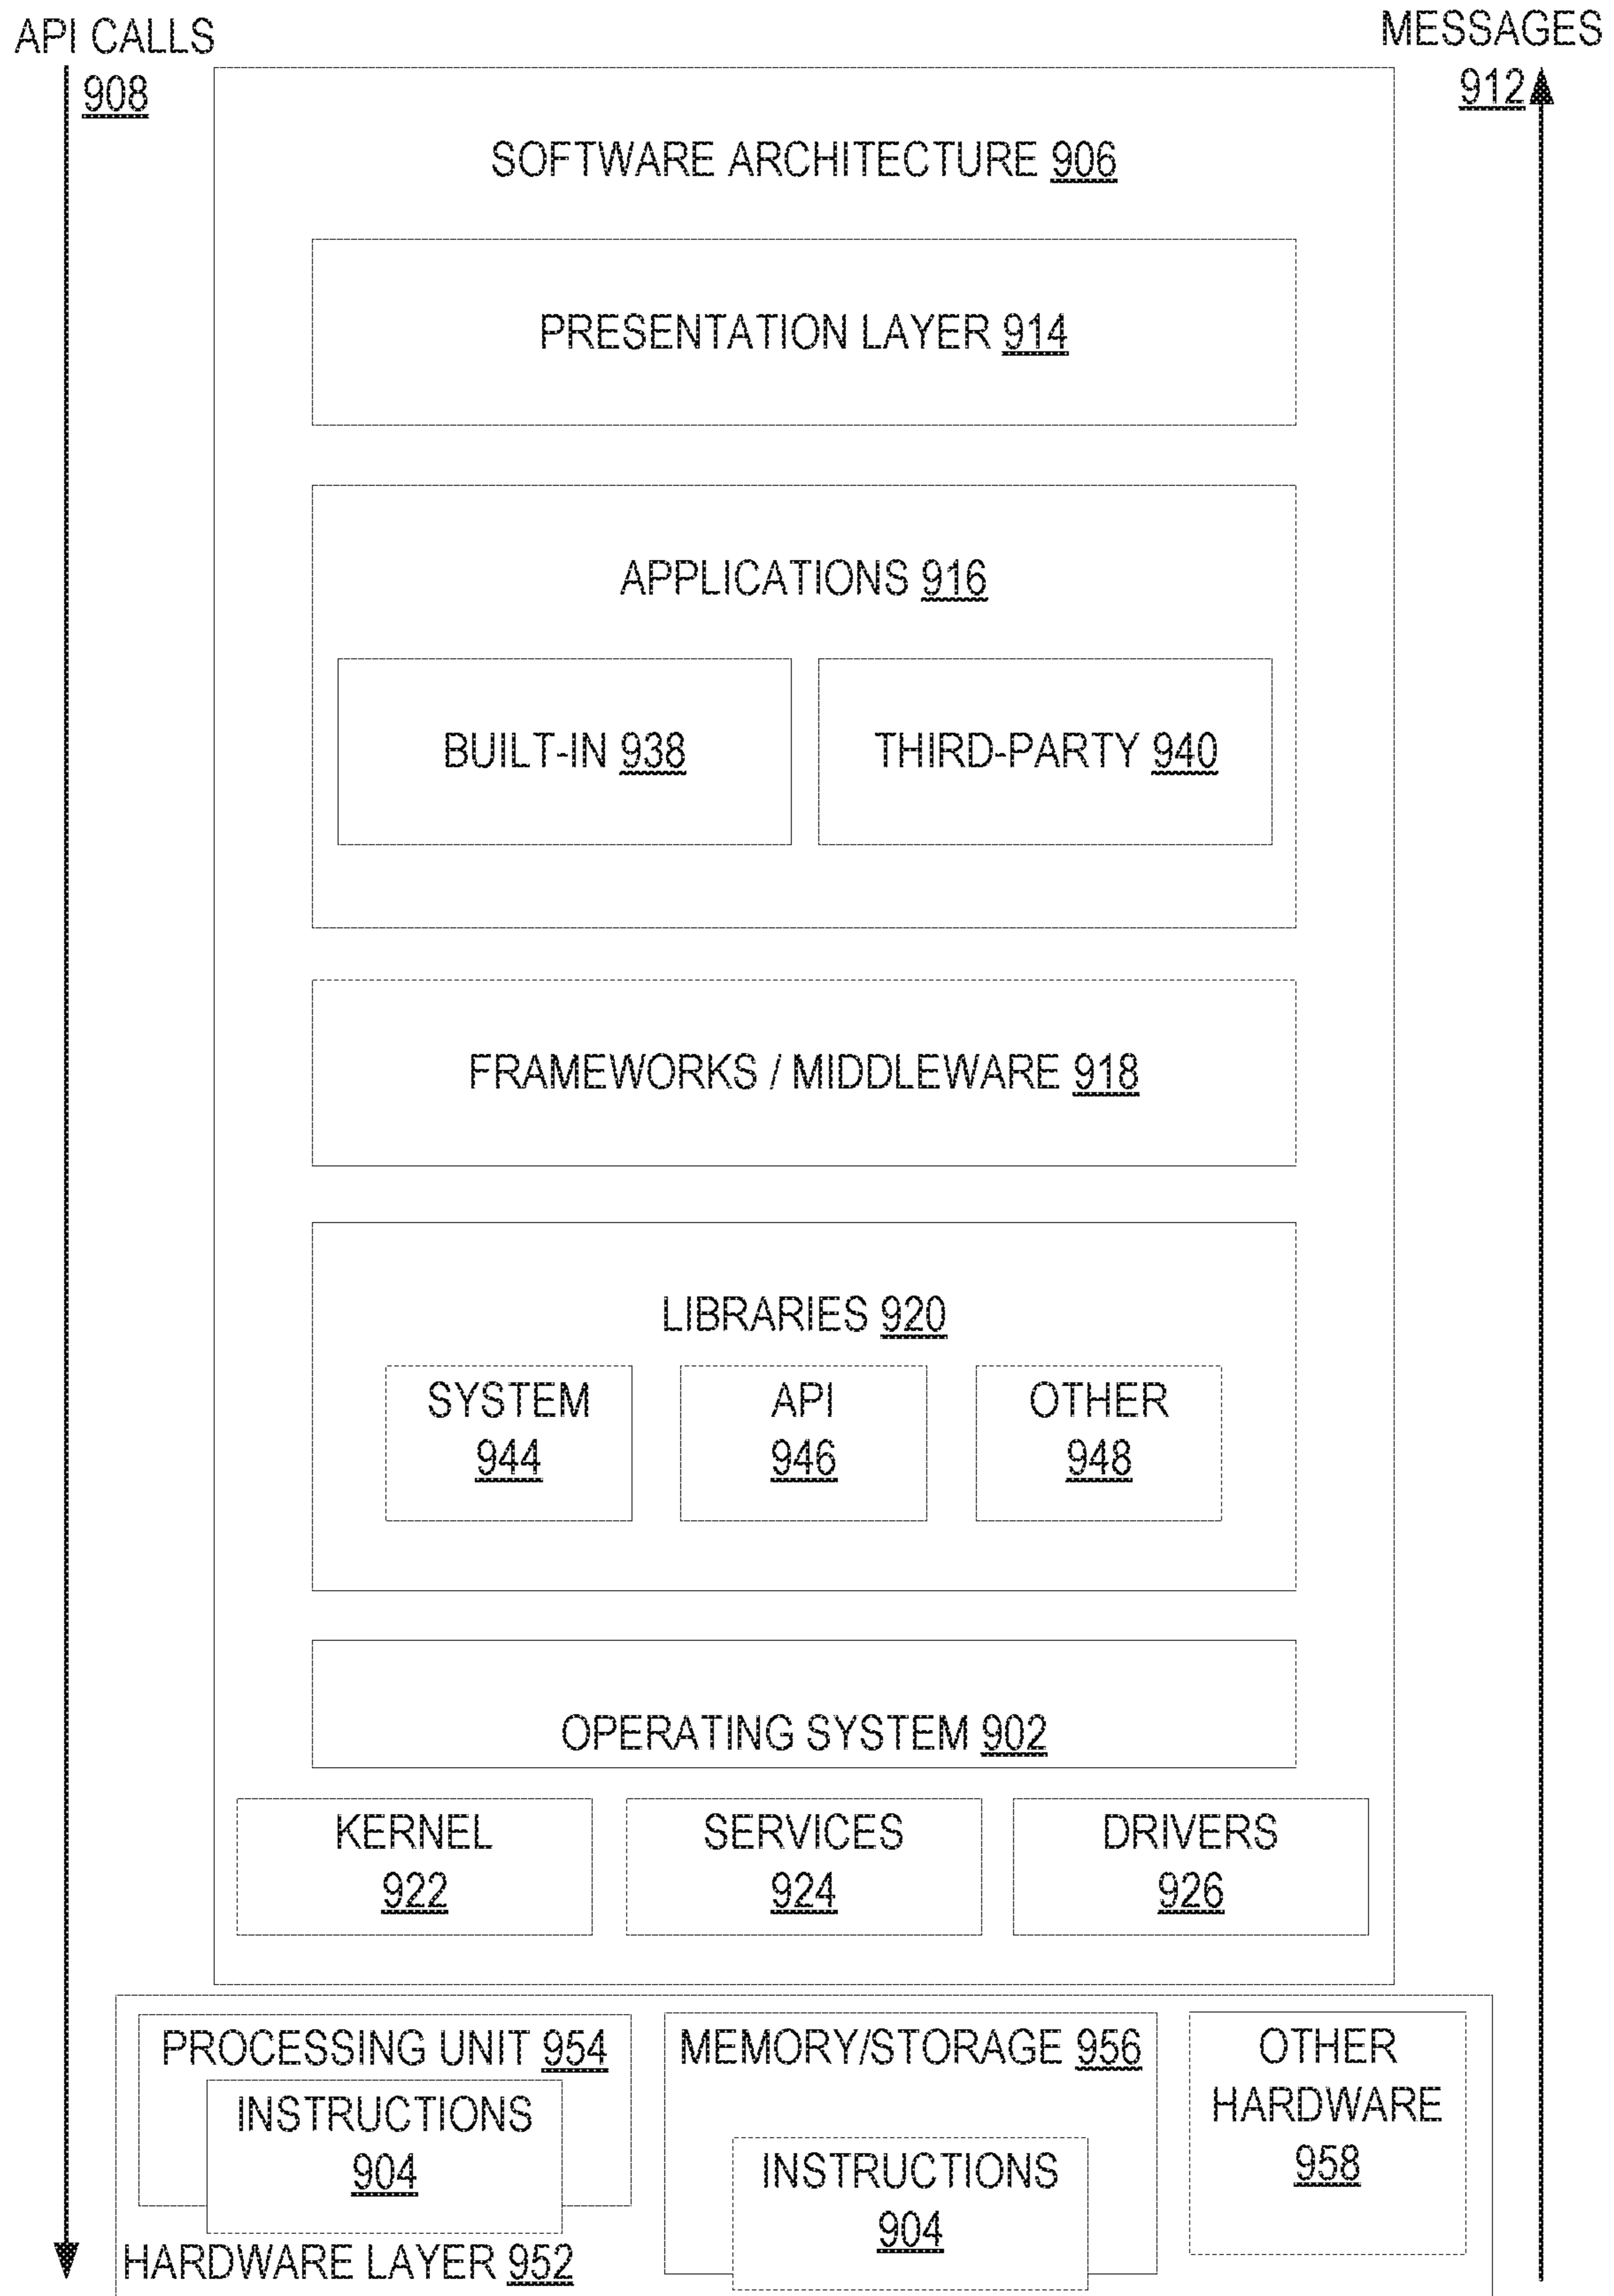 API CALLS
908
MESSAGES
912
SOFTWARE ARCHITECTURE 906
PRESENTATION LAYER 914
APPLICATIONS 916
BUILT-IN 938
THIRD-PARTY 940
FRAMEWORKS / MIDDLEWARE 918
LIBRARIES 920
SYSTEM
944
API
946
OTHER
948
OPERATING SYSTEM 902
KERNEL
922
SERVICES
924
DRIVERS
926
PROCESSING UNIT 954
INSTRUCTIONS
904
MEMORY/STORAGE 956
INSTRUCTIONS
904
OTHER
HARDWARE
958
HARDWARE LAYER 952